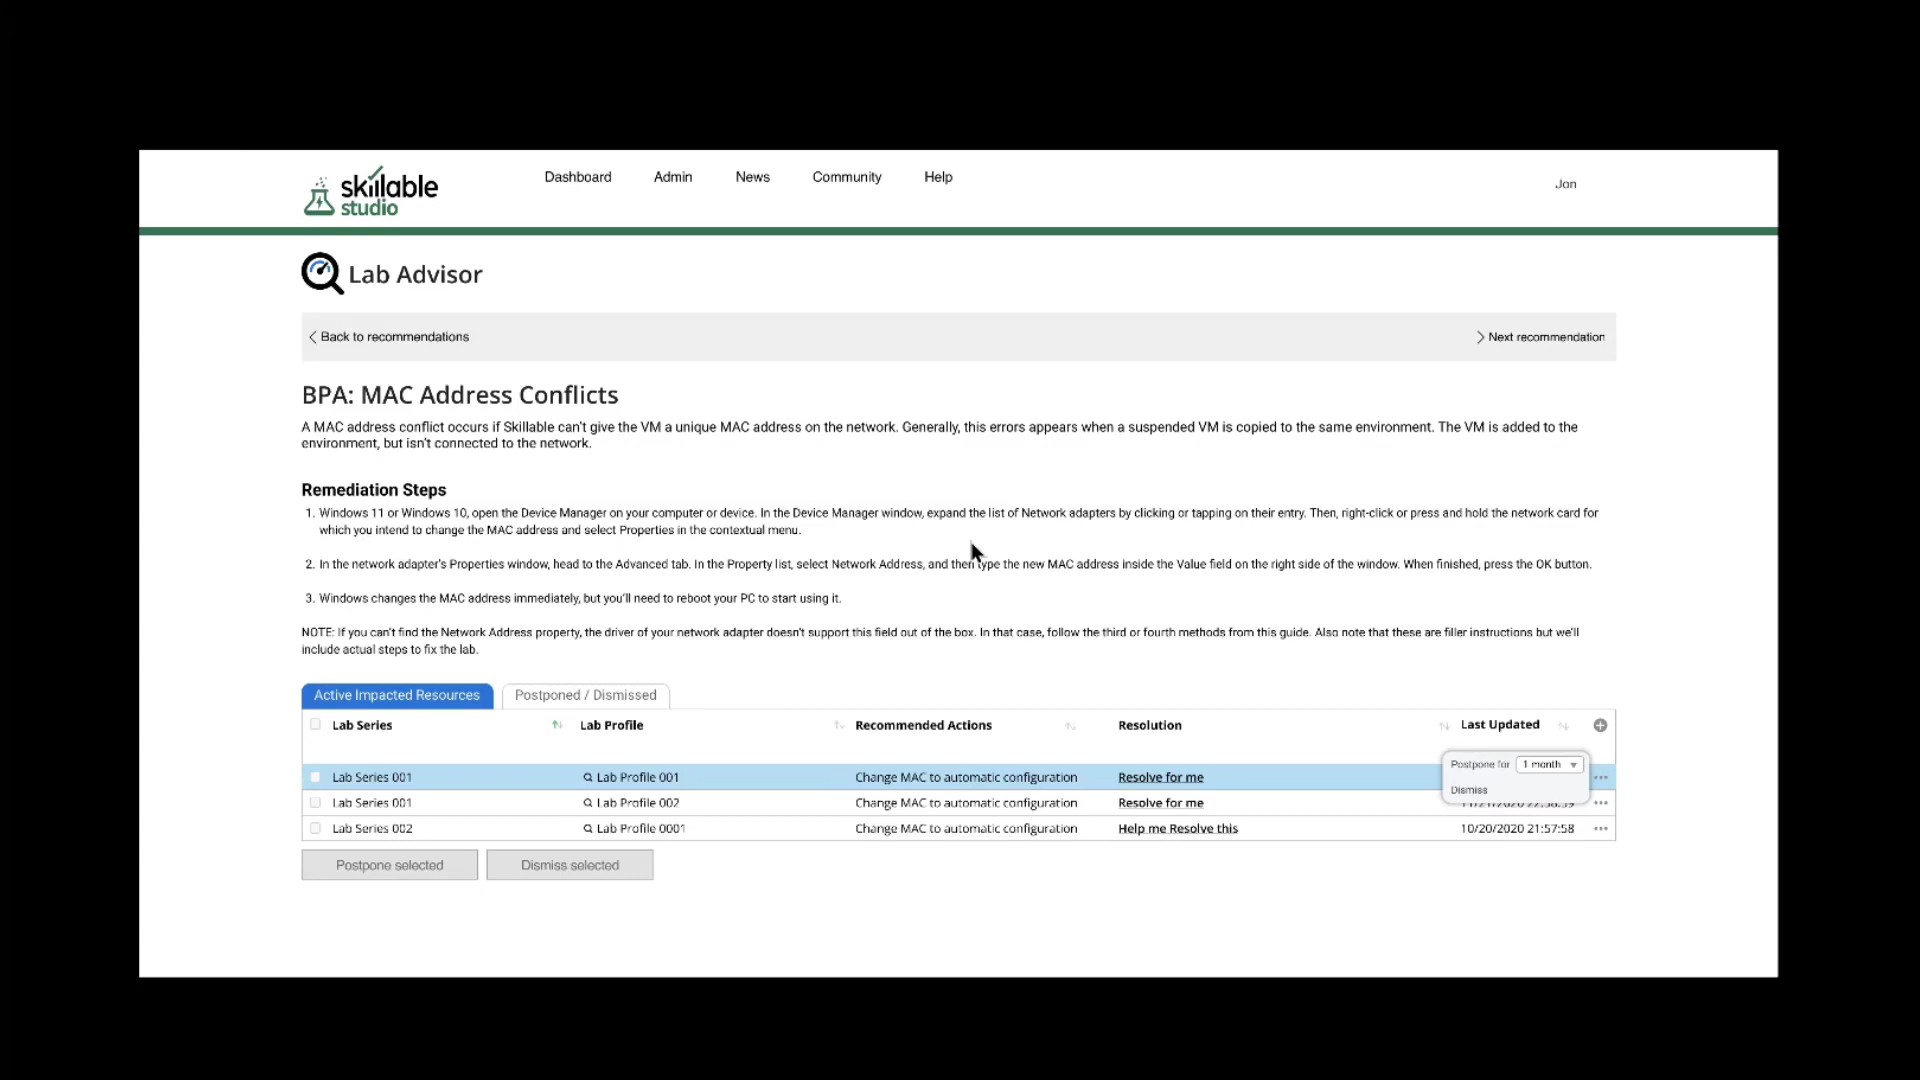 skillable
studio
Dashboard Admin News Community Help
Jon
Lab Advisor
Back to recommendations
Next recommendation
BPA: MAC Address Conflicts
A MAC address conflict occurs if Skillable can't give the VM a unique MAC address on the network. Generally, this errors appears when a suspended VM is copied to the same environment. The VM is added to the
environment, but isn't connected to the network.
Remediation Steps
1. Windows 11 or Windows 10, open the Device Manager on your computer or device. In the Device Manager window, expand the list of Network adapters by clicking or tapping on their entry. Then, right-click or press and hold the network card for
which you intend to change the MAC address and select Properties in the contextual menu.
2. In the network adapter's Properties window, head to the Advanced tab. In the Property list, select Network Address, and then type the new MAC address inside the Value field on the right side of the window. When finished, press the OK button.
3. Windows changes the MAC address immediately, but you'll need to reboot your PC to start using it.
NOTE: If you can't find the Network Address property, the driver of your network adapter doesn't support this field out of the box. In that case, follow the third or fourth methods from this guide. Also note that these are filler instructions but we'll
include actual steps to fix the lab.
Active Impacted Resources Postponed / Dismissed
Lab Series Lab Profile Recommended Actions Resolution Last Updated
Postpone for 1 month
Lab Series 001 Lab Profile 001 Change MAC to automatic configuration Resolve for me
Dismiss
Lab Series 001 Lab Profile 002 Change MAC to automatic configuration Resolve for me
Lab Series 002 Lab Profile 0001 Change MAC to automatic configuration Help me Resolve this 10/20/2020 21:57:58
Postpone selected Dismiss selected